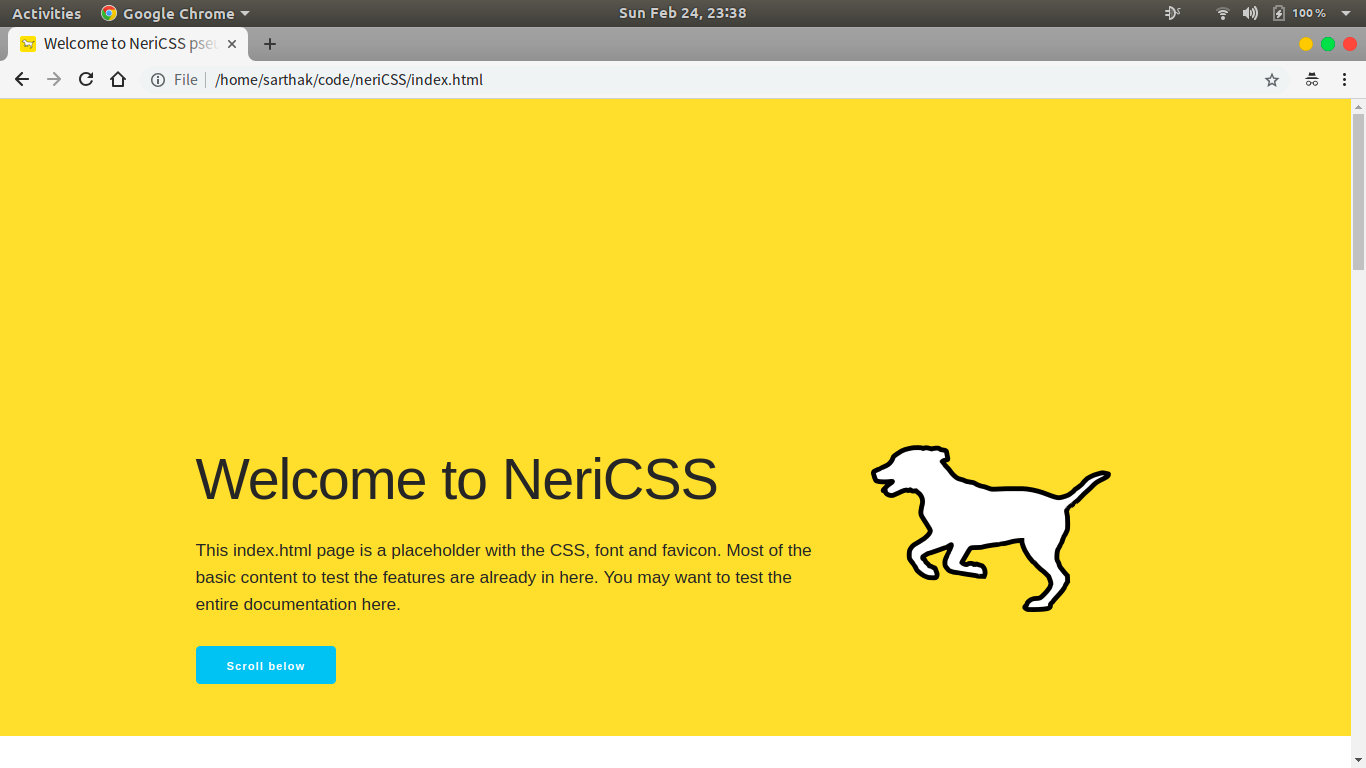 Activities Google Chrome Sun Feb 24, 23:38 100 %
Welcome to NeriCSS pseu
File /home/sarthak/code/neriCSS/index.html
Welcome to NeriCSS
This index.html page is a placeholder with the CSS, font and favicon. Most of the
basic content to test the features are already in here. You may want to test the
entire documentation here.
Scroll below